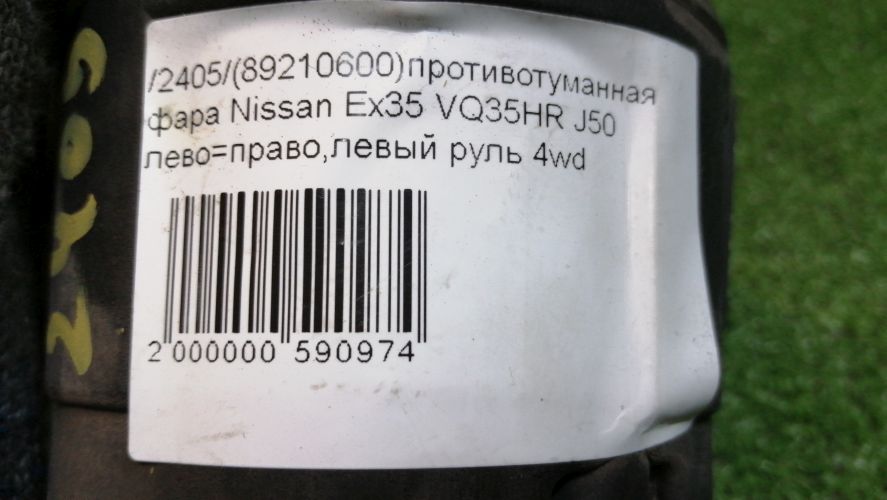 /2405/(89210600)противотуманная
фара Nissan Ex35 VQ35HR J50
лево=право,левый руль 4wd
2 000000 590974